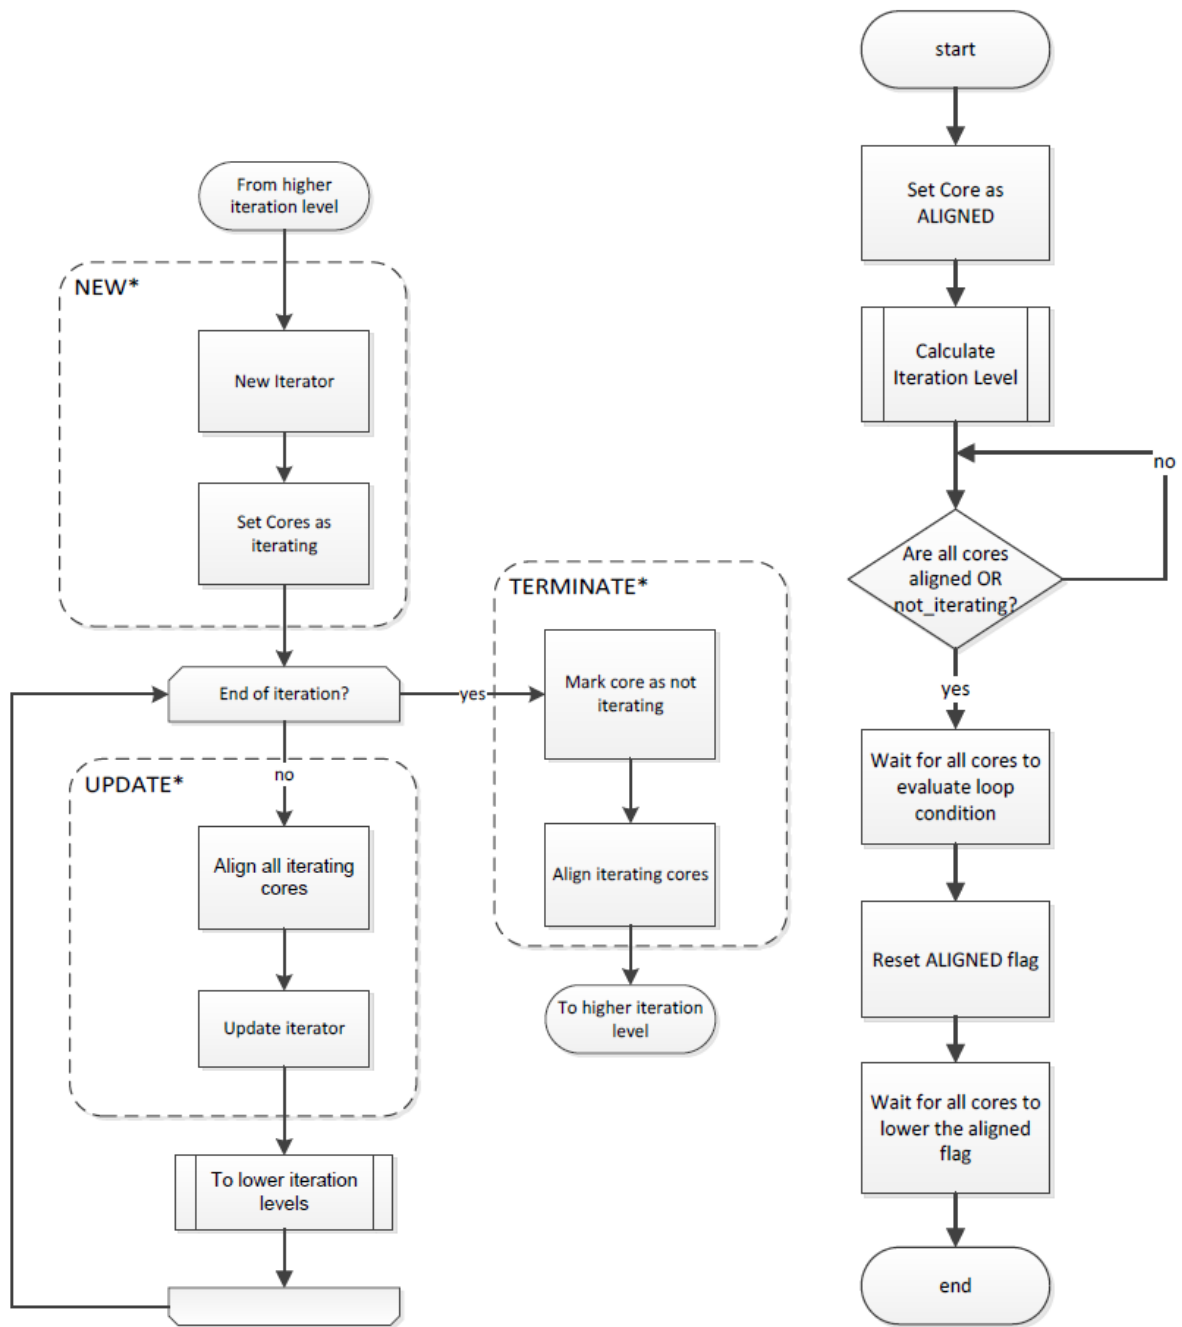 From higher
iteration level
NEW*
New Iterator
Set Cores as
iterating
End of iteration?
yes
no
UPDATE*
Align all iterating
cores
Update iterator
To lower iteration
levels
TERMINATE*
Mark core as not
iterating
Align iterating cores
To higher iteration
level
start
Set Core as
ALIGNED
Calculate
Iteration Level
no
Are all cores
aligned OR
not_iterating?
yes
Wait for all cores to
evaluate loop
condition
Reset ALIGNED flag
Wait for all cores to
lower the aligned
flag
end